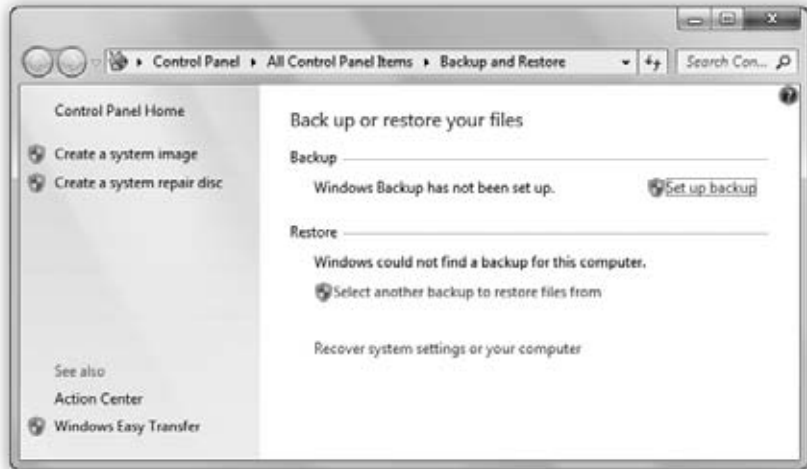 Control Panel ▸ All Control Panel Items ▸ Backup and Restore
Search Con...
Control Panel Home
Create a system image
Create a system repair disc
See also
Action Center
Windows Easy Transfer
Back up or restore your files
Backup
Windows Backup has not been set up.
Set up backup
Restore
Windows could not find a backup for this computer.
Select another backup to restore files from
Recover system settings or your computer